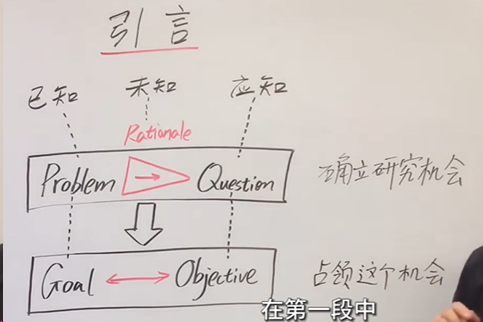 引言
已知 未知 应知
Rationale
Problem Question 确立研究机会
Goal Objective 占领这个机会
在第一段中